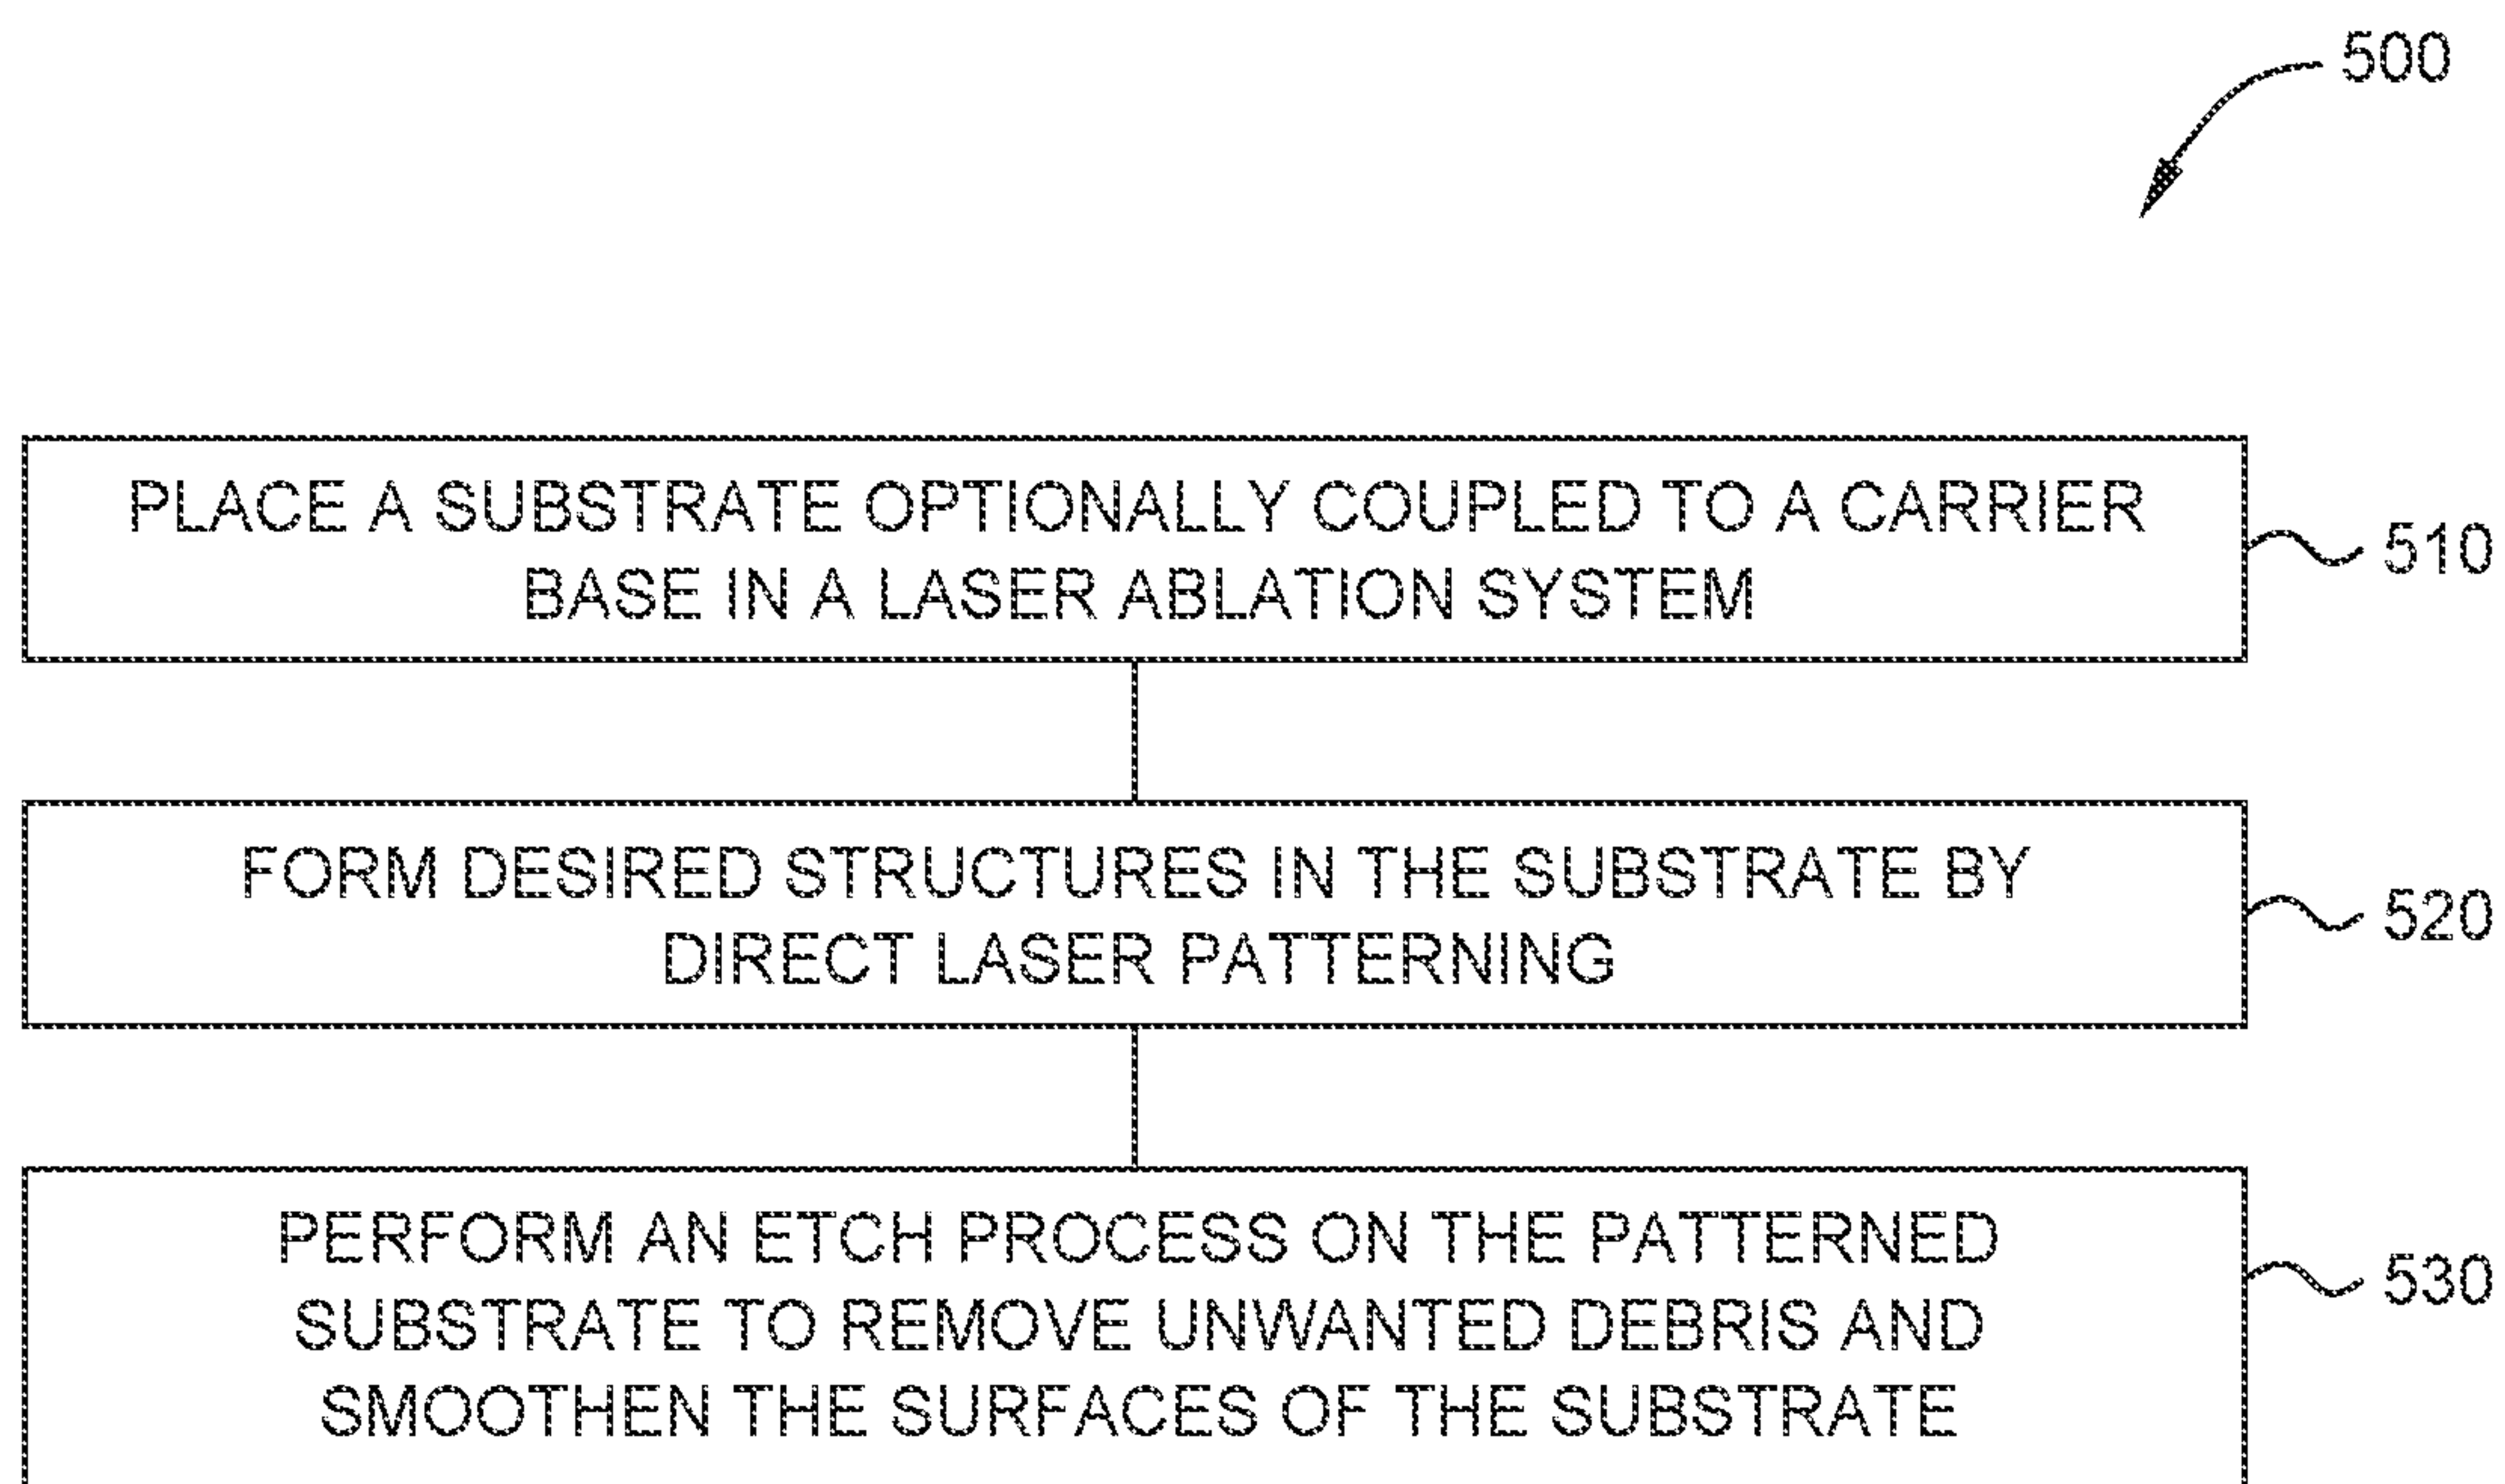 500
PLACE A SUBSTRATE OPTIONALLY COUPLED TO A CARRIER
BASE IN A LASER ABLATION SYSTEM
510
FORM DESIRED STRUCTURES IN THE SUBSTRATE BY
DIRECT LASER PATTERNING
520
PERFORM AN ETCH PROCESS ON THE PATTERNED
SUBSTRATE TO REMOVE UNWANTED DEBRIS AND
SMOOTHEN THE SURFACES OF THE SUBSTRATE
530